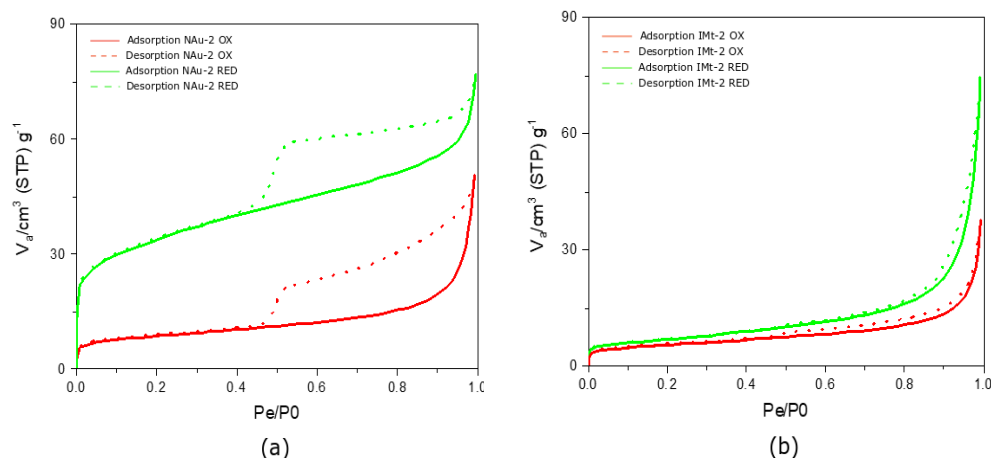 90
60
30
0
Adsorption NAu-2 OX
Desorption NAu-2 OX
Adsorption NAu-2 RED
Desorption NAu-2 RED
Vₐ/cm³ (STP) g⁻¹
0.0 0.2 0.4 0.6 0.8 1.0
Pe/P0
(a)
90
60
30
0
Adsorption IMt-2 OX
Desorption IMt-2 OX
Adsorption IMt-2 RED
Desorption IMt-2 RED
Vₐ/cm³ (STP) g⁻¹
0.0 0.2 0.4 0.6 0.8 1.0
Pe/P0
(b)